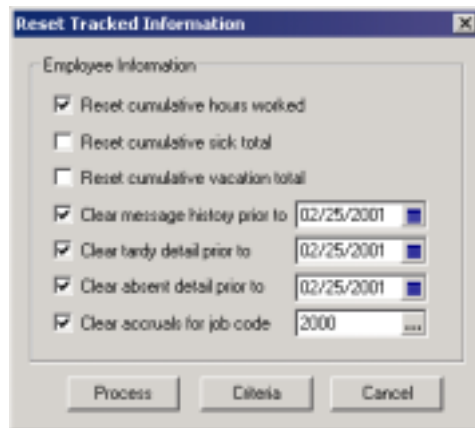 Reset Tracked Information
Employee Information
Reset cumulative hours worked
Reset cumulative sick total
Reset cumulative vacation total
Clear message history prior to 02/25/2001
Clear tardy detail prior to 02/25/2001
Clear absent detail prior to 02/25/2001
Clear accruals for job code 2000 ...
Process Criteria Cancel